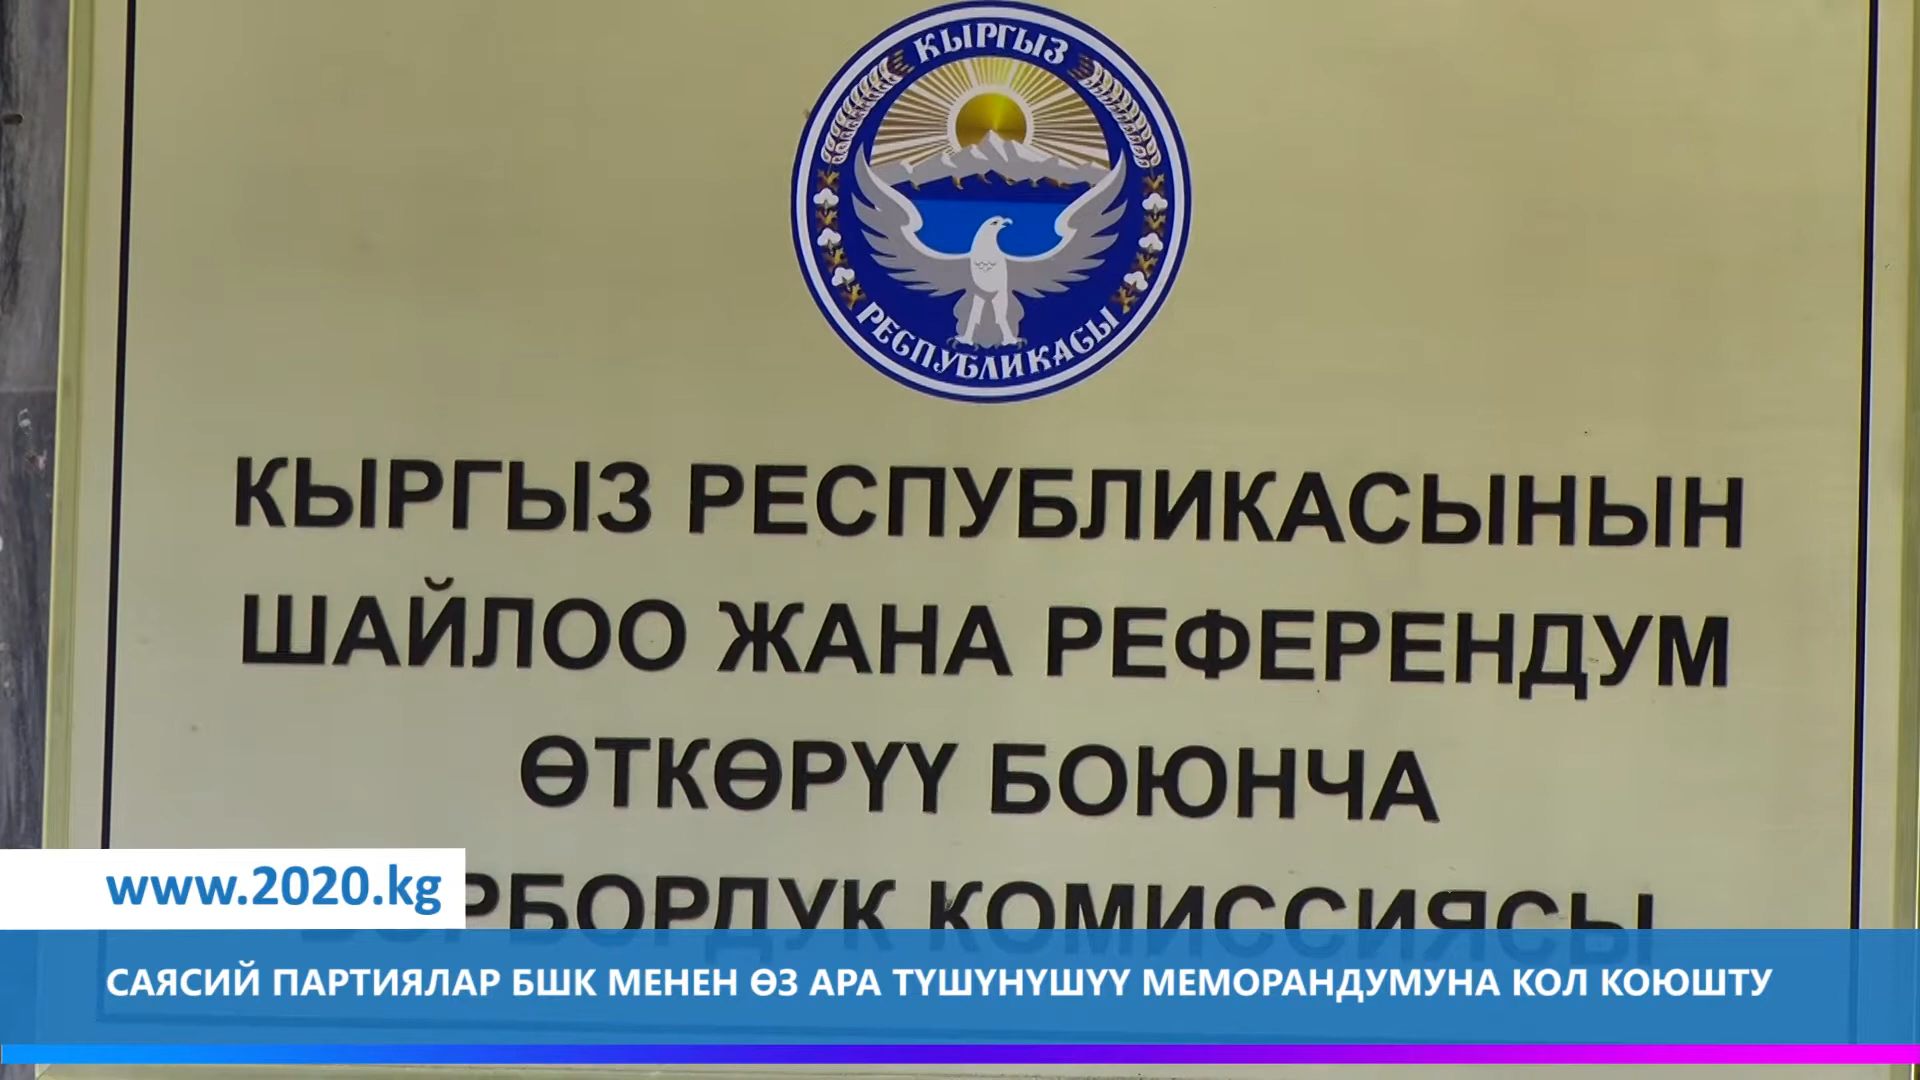 КЫРГЫЗ
РЕСПУБЛИКАСЫ
КЫРГЫЗ РЕСПУБЛИКАСЫНЫН
ШАЙЛОО ЖАНА РЕФЕРЕНДУМ
ӨТКӨРҮҮ БОЮНЧА
БОРБОРДУК КОМИССИЯСЫ
www.2020.kg
САЯСИЙ ПАРТИЯЛАР БШК МЕНЕН ӨЗ АРА ТҮШҮНҮШҮҮ МЕМОРАНДУМУНА КОЛ КОЮШТУ